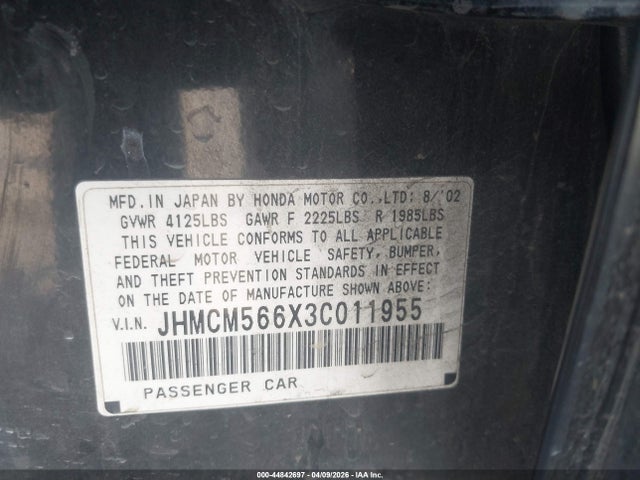 MFD. IN JAPAN BY HONDA MOTOR CO.,LTD: 8/'02
GVWR 4125LBS GAWR F 2225LBS R 1985LBS
THIS VEHICLE CONFORMS TO ALL APPLICABLE
FEDERAL MOTOR VEHICLE SAFETY, BUMPER,
AND THEFT PREVENTION STANDARDS IN EFFECT
ON THE DATE OF MANUFACTURE SHOWN ABOVE:
V.I.N. JHMCM566X3C011955
PASSENGER CAR
000-44842697 - 04/09/2026 - IAA Inc.